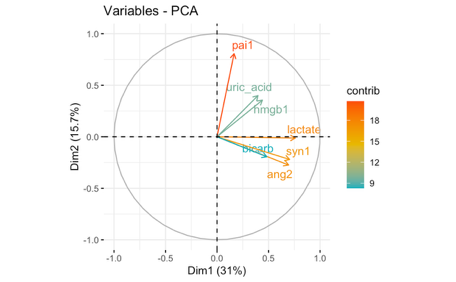 Variables - PCA
1.0
0.5
0.0
-0.5
-1.0
Dim2 (15.7%)
pai1
uric_acid
hmgb1
lactate
bicarb
syn1
ang2
-1.0 -0.5 0.0 0.5 1.0
Dim1 (31%)
contrib
18
15
12
9